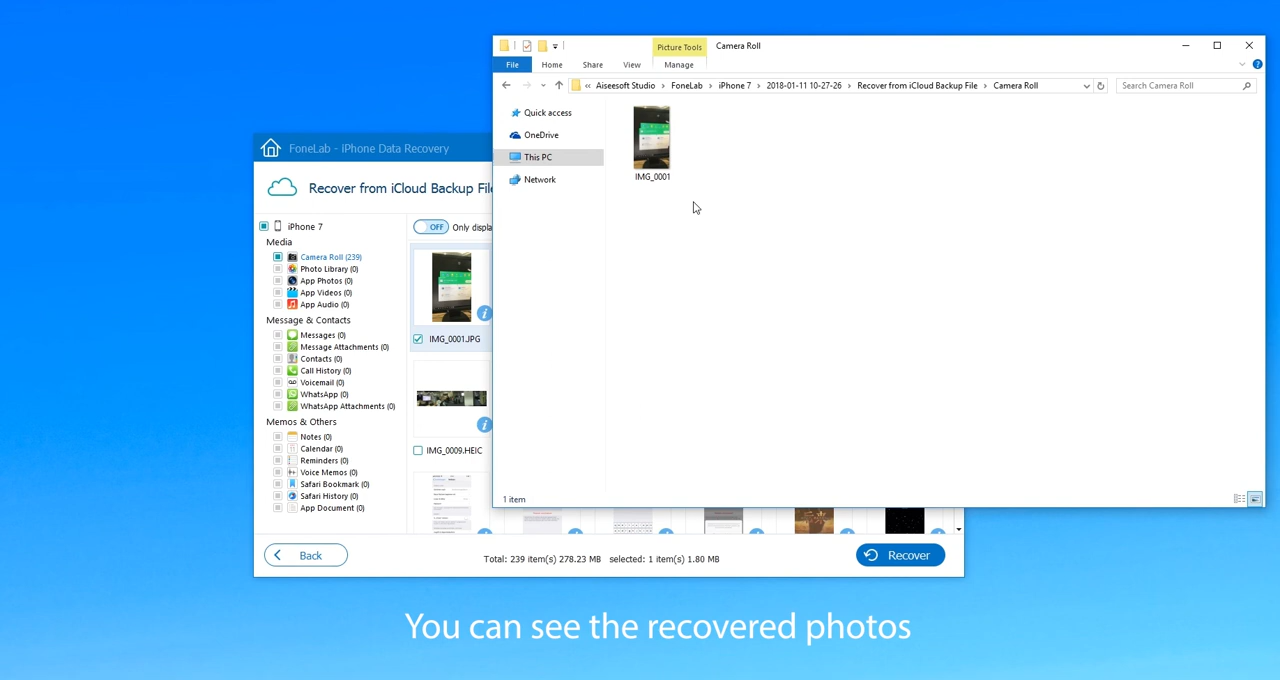 Picture Tools
Camera Roll
File
Home
Share
View
Manage
Aiseesoft Studio
FoneLab
iPhone 7
2018-01-11 10-27-26
Recover from iCloud Backup File
Camera Roll
Search Camera Roll
Quick access
OneDrive
This PC
Network
IMG_0001
1 item
FoneLab - iPhone Data Recovery
Recover from iCloud Backup File
iPhone 7
OFF
Only displa
Media
Camera Roll (239)
Photo Library (0)
App Photos (0)
App Videos (0)
App Audio (0)
Message & Contacts
Messages (0)
Message Attachments (0)
Contacts (0)
Call History (0)
Voicemail (0)
WhatsApp (0)
WhatsApp Attachments (0)
Memos & Others
Notes (0)
Calendar (0)
Reminders (0)
Voice Memos (0)
Safari Bookmark (0)
Safari History (0)
App Document (0)
IMG_0001.JPG
IMG_0009.HEIC
Back
Total: 239 item(s) 278.23 MB selected: 1 item(s) 1.80 MB
Recover
You can see the recovered photos